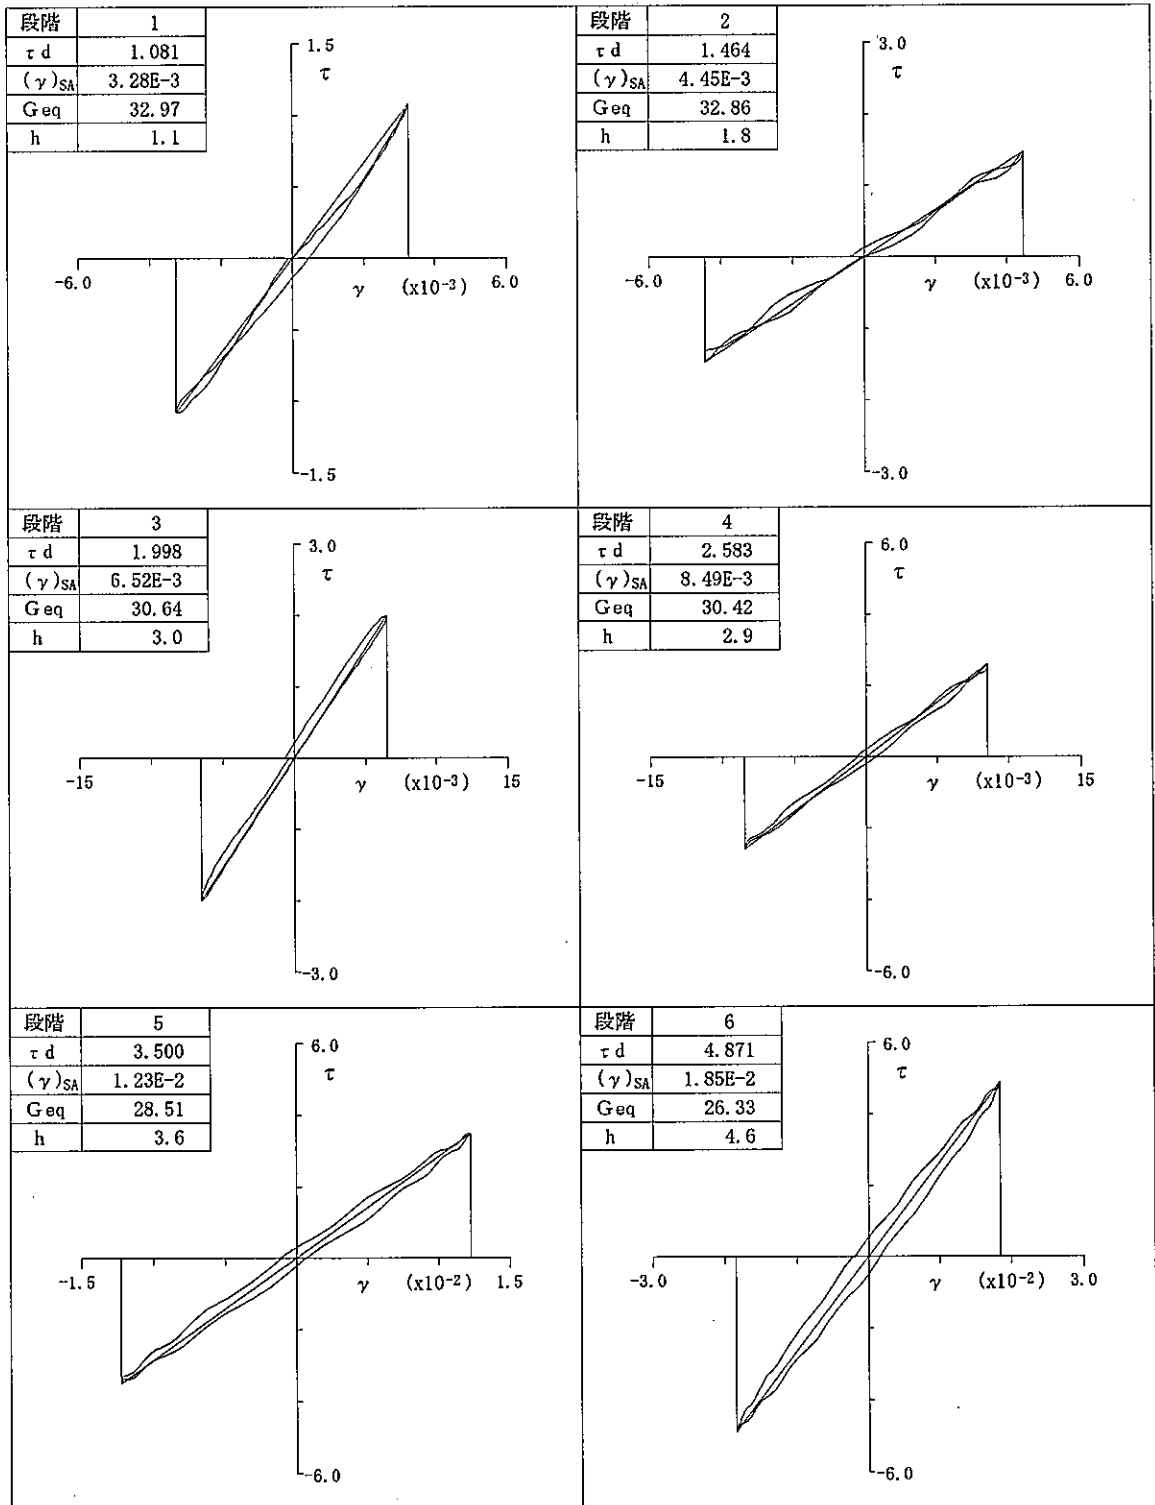 段階 1
τd 1.081
(γ)SA 3.28E-3
Geq 32.97
h 1.1
1.5
τ
-6.0
γ (x10-3) 6.0
-1.5
段階 2
τd 1.464
(γ)SA 4.45E-3
Geq 32.86
h 1.8
3.0
τ
-6.0
γ (x10-3) 6.0
-3.0
段階 3
τd 1.998
(γ)SA 6.52E-3
Geq 30.64
h 3.0
3.0
τ
-15
γ (x10-3) 15
-3.0
段階 4
τd 2.583
(γ)SA 8.49E-3
Geq 30.42
h 2.9
6.0
τ
-15
γ (x10-3) 15
-6.0
段階 5
τd 3.500
(γ)SA 1.23E-2
Geq 28.51
h 3.6
6.0
τ
-1.5
γ (x10-2) 1.5
-6.0
段階 6
τd 4.871
(γ)SA 1.85E-2
Geq 26.33
h 4.6
6.0
τ
-3.0
γ (x10-2) 3.0
-6.0